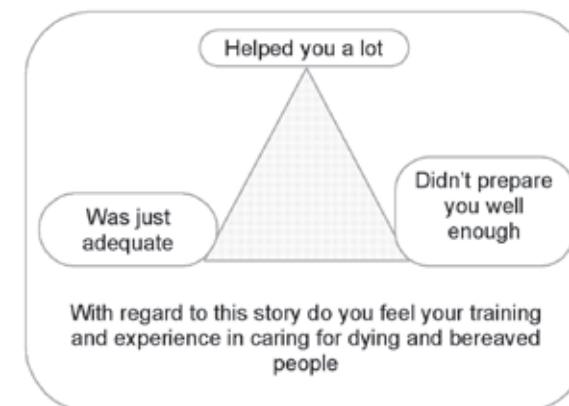 Helped you a lot
Was just
adequate
Didn't prepare
you well
enough
With regard to this story do you feel your training
and experience in caring for dying and bereaved
people